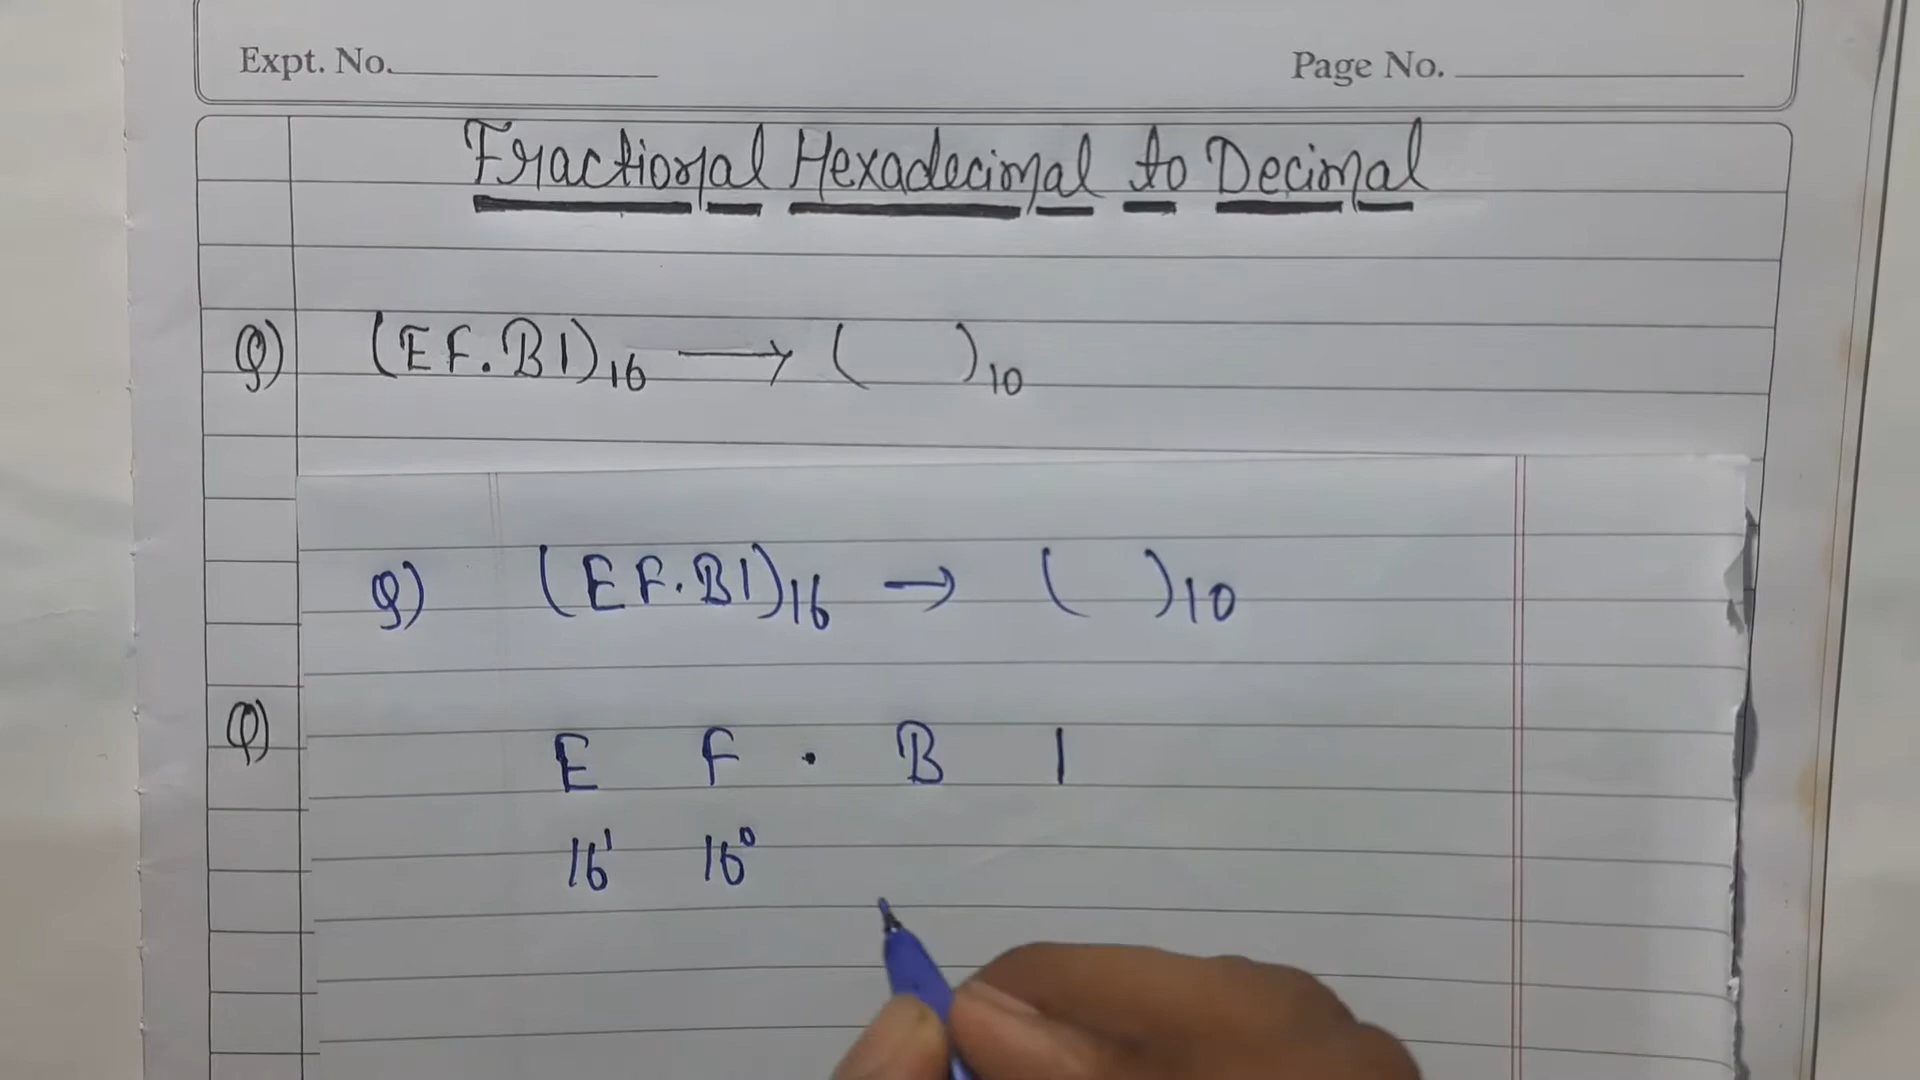 Expt. No. Page No.
Fractional Hexadecimal to Decimal
Q) (EF.B1)₁₆ ⟶ ( )₁₀
Q) (EF.B1)₁₆ → ( )₁₀
Q)
E F . B 1
16¹ 16⁰